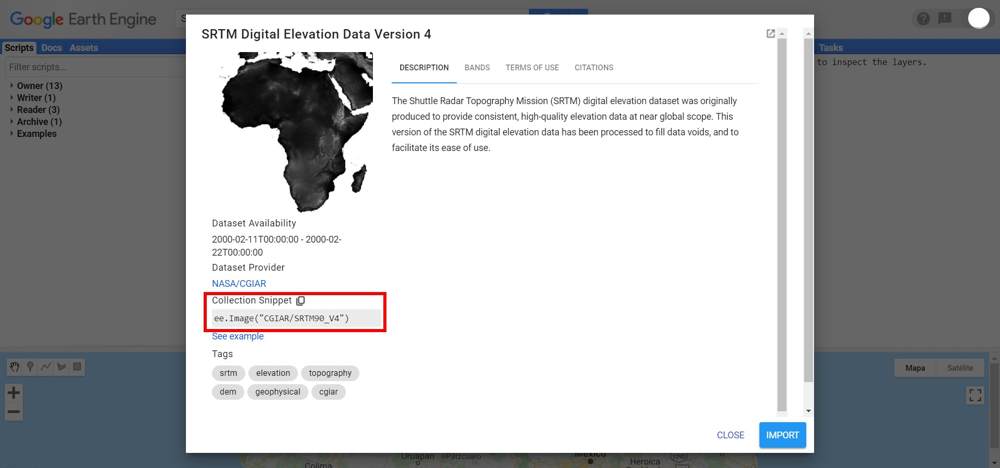 Google Earth Engine
S
SRTM Digital Elevation Data Version 4
Scripts Docs Assets
Tasks
Filter scripts...
to inspect the layers.
Owner (13)
Writer (1)
Reader (3)
Archive (1)
Examples
DESCRIPTION BANDS TERMS OF USE CITATIONS
The Shuttle Radar Topography Mission (SRTM) digital elevation dataset was originally
produced to provide consistent, high-quality elevation data at near global scope. This
version of the SRTM digital elevation data has been processed to fill data voids, and to
facilitate its ease of use.
Dataset Availability
2000-02-11T00:00:00 - 2000-02-
22T00:00:00
Dataset Provider
NASA/CGIAR
Collection Snippet
ee.Image("CGIAR/SRTM90_V4")
See example
Tags
srtm elevation topography
dem geophysical cgiar
Mapa Satélite
CLOSE IMPORT
Uruapan Pátzcuaro
México
129D
Colima
Heroica